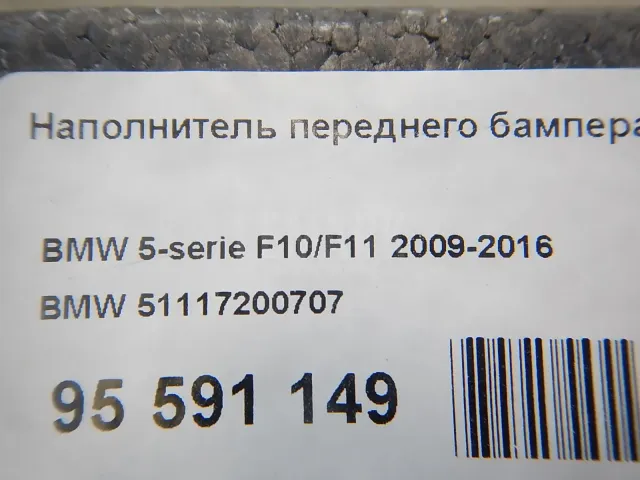 Наполнитель переднего бампера
BMW 5-serie F10/F11 2009-2016
BMW 51117200707
95 591 149